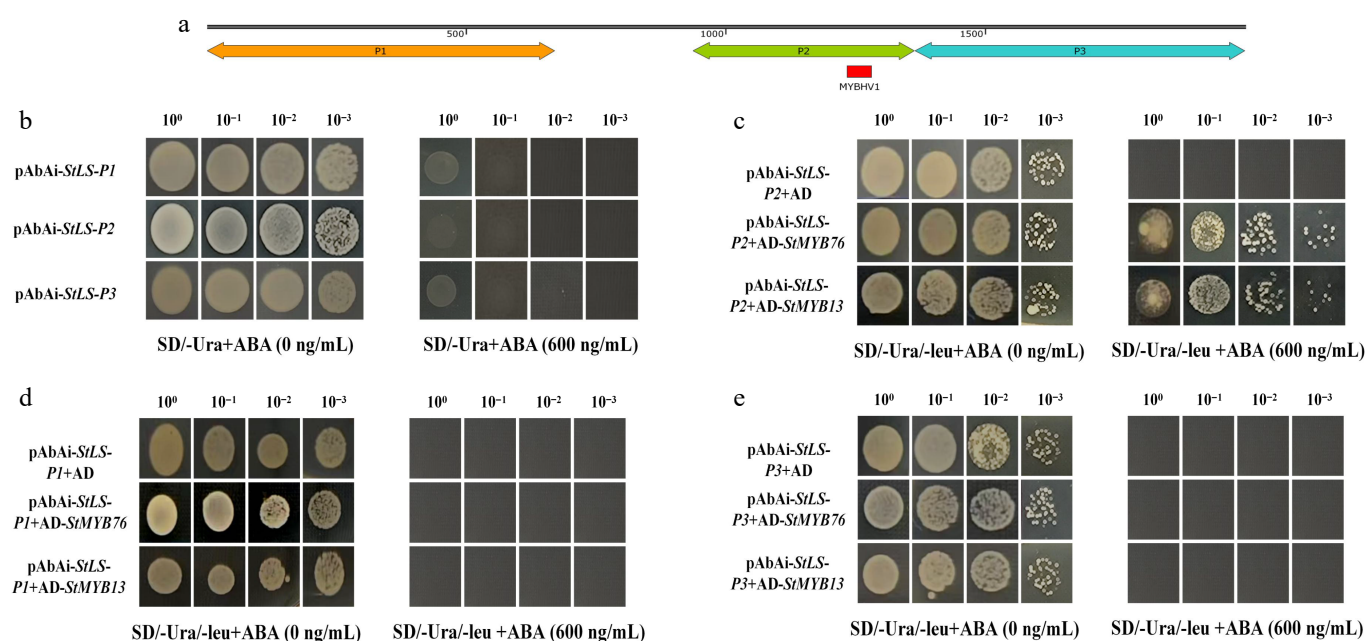 a
500
1000
1500
P1
P2
P3
MYBHV1
b
10⁰ 10⁻¹ 10⁻² 10⁻³ 10⁰ 10⁻¹ 10⁻² 10⁻³
pAbAi-StLS-P1
pAbAi-StLS-P2
pAbAi-StLS-P3
SD/-Ura+ABA (0 ng/mL) SD/-Ura+ABA (600 ng/mL)
c
10⁰ 10⁻¹ 10⁻² 10⁻³ 10⁰ 10⁻¹ 10⁻² 10⁻³
pAbAi-StLS-
P2+AD
pAbAi-StLS-
P2+AD-StMYB76
pAbAi-StLS-
P2+AD-StMYB13
SD/-Ura/-leu+ABA (0 ng/mL) SD/-Ura/-leu +ABA (600 ng/mL)
d
10⁰ 10⁻¹ 10⁻² 10⁻³ 10⁰ 10⁻¹ 10⁻² 10⁻³
pAbAi-StLS-
P1+AD
pAbAi-StLS-
P1+AD-StMYB76
pAbAi-StLS-
P1+AD-StMYB13
SD/-Ura/-leu+ABA (0 ng/mL) SD/-Ura/-leu +ABA (600 ng/mL)
e
10⁰ 10⁻¹ 10⁻² 10⁻³ 10⁰ 10⁻¹ 10⁻² 10⁻³
pAbAi-StLS-
P3+AD
pAbAi-StLS-
P3+AD-StMYB76
pAbAi-StLS-
P3+AD-StMYB13
SD/-Ura/-leu+ABA (0 ng/mL) SD/-Ura/-leu +ABA (600 ng/mL)